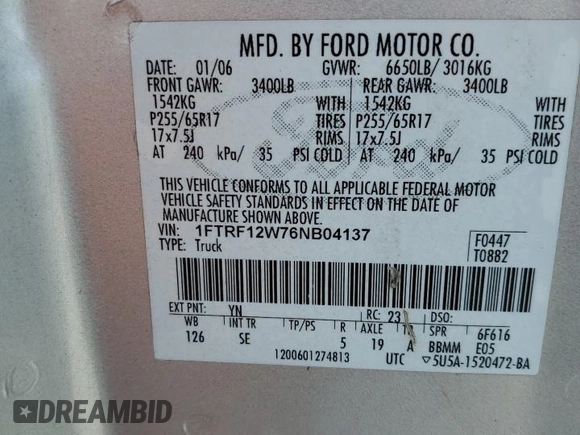 MFD. BY FORD MOTOR CO.
DATE: 01/06 GVWR: 6650LB/ 3016KG
FRONT GAWR: 3400LB REAR GAWR: 3400LB
1542KG WITH 1542KG WITH
P255/65R17 TIRES P255/65R17 TIRES
17x7.5J RIMS 17x7.5J RIMS
AT 240 kPa/ 35 PSI COLD AT 240 kPa/ 35 PSI COLD
THIS VEHICLE CONFORMS TO ALL APPLICABLE FEDERAL MOTOR
VEHICLE SAFETY STANDARDS IN EFFECT ON THE DATE OF
MANUFACTURE SHOWN ABOVE.
VIN: 1FTRF12W76NB04137 F0447
TYPE: Truck T0882
EXT PNT: YN RC: 23 DSO:
WB INT TR TP/PS R AXLE TR SPR 6F616
126 SE 5 19 A BBMM E05
1200601274813 UTC ▽5U5A-1520472-BA
Ford
DREAMBID